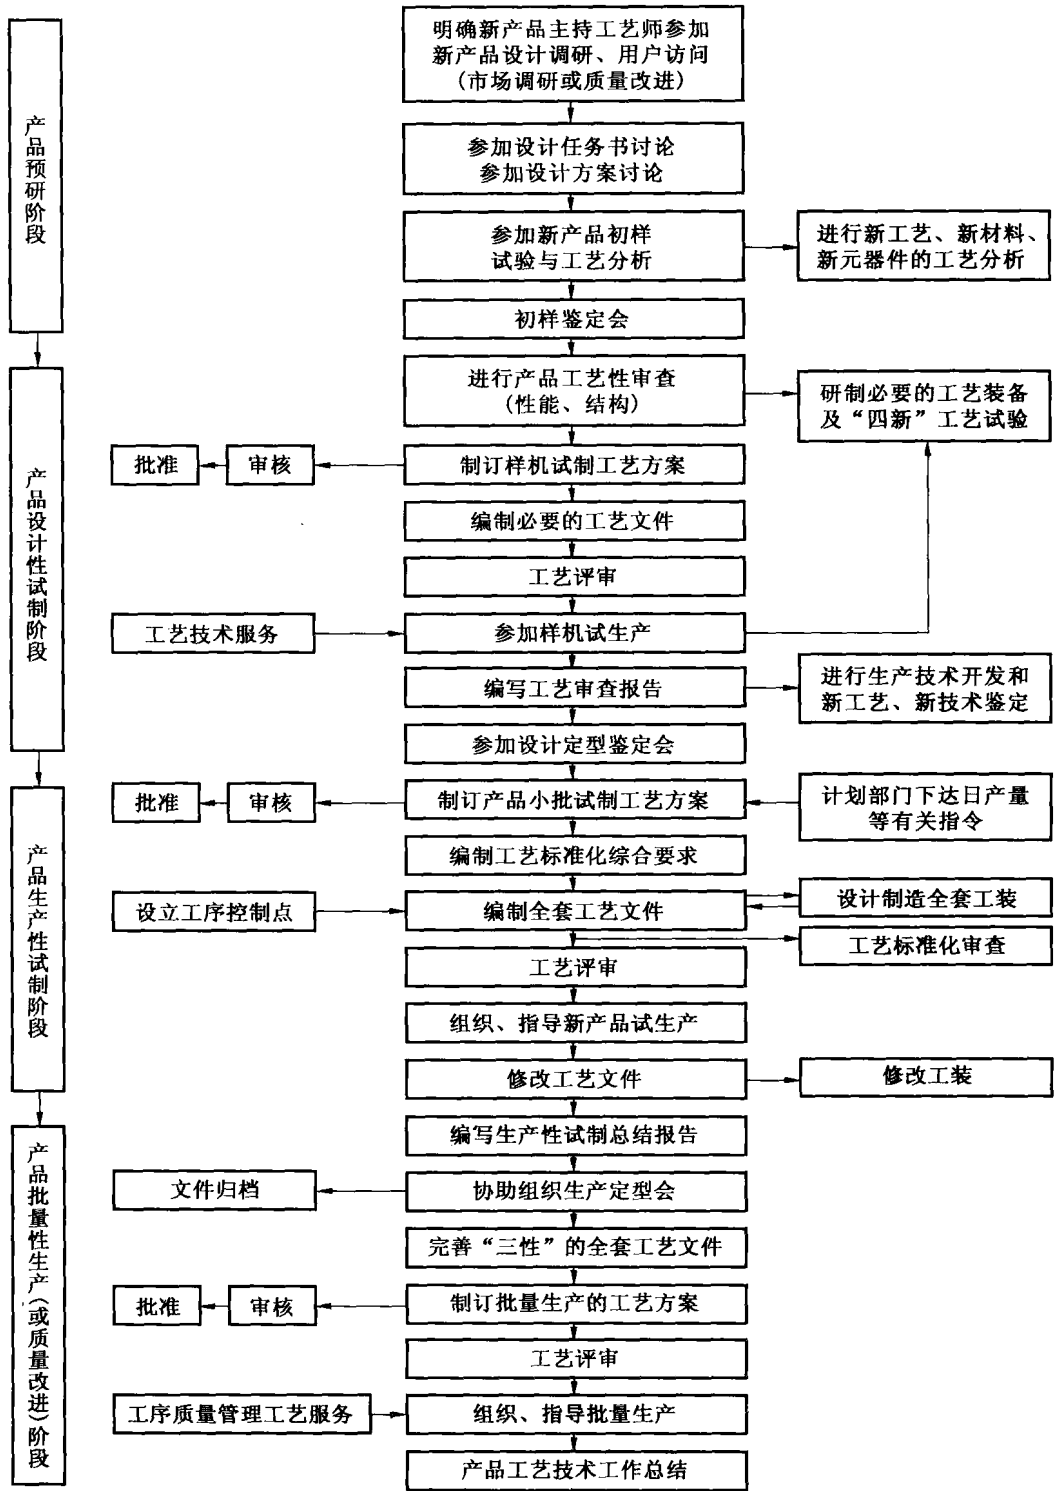 产品预研阶段
产品设计性试制阶段
产品生产性试制阶段
产品批量性生产(或质量改进)阶段
明确新产品主持工艺师参加
新产品设计调研、用户访问
(市场调研或质量改进)
参加设计任务书讨论
参加设计方案讨论
参加新产品初样
试验与工艺分析
进行新工艺、新材料、
新元器件的工艺分析
初样鉴定会
进行产品工艺性审查
(性能、结构)
研制必要的工艺装备
及“四新”工艺试验
批准
审核
制订样机试制工艺方案
编制必要的工艺文件
工艺评审
工艺技术服务
参加样机试生产
编写工艺审查报告
进行生产技术开发和
新工艺、新技术鉴定
参加设计定型鉴定会
批准
审核
制订产品小批试制工艺方案
计划部门下达日产量
等有关指令
编制工艺标准化综合要求
设立工序控制点
编制全套工艺文件
设计制造全套工装
工艺标准化审查
工艺评审
组织、指导新产品试生产
修改工艺文件
修改工装
编写生产性试制总结报告
文件归档
协助组织生产定型会
完善“三性”的全套工艺文件
批准
审核
制订批量生产的工艺方案
工艺评审
工序质量管理工艺服务
组织、指导批量生产
产品工艺技术工作总结